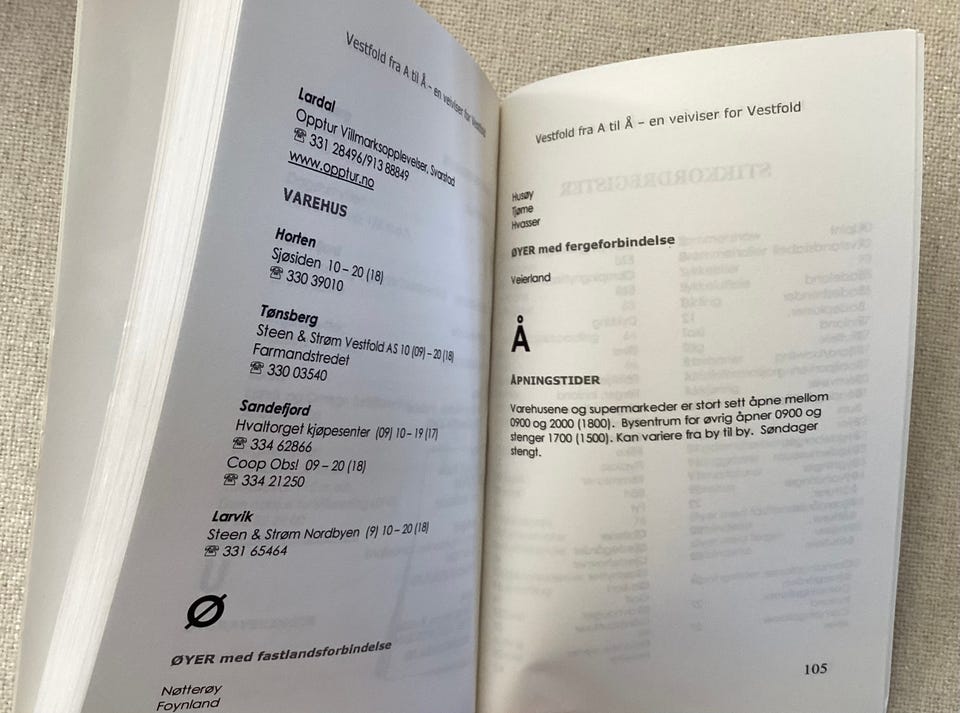 Vestfold fra A til Å – en veiviser for Vestfold
Lardal
Opptur Villmarksopplevelser, Svarstad
☎ 331 28496/913 88849
www.opptur.no
VAREHUS
Horten
Sjøsiden 10 – 20 (18)
☎ 330 39010
Tønsberg
Steen & Strøm Vestfold AS 10 (09) – 20 (18)
Farmandstredet
☎ 330 03540
Sandefjord
Hvaltorget kjøpesenter (09) 10 – 19 (17)
☎ 334 62866
Coop Obs! 09 – 20 (18)
☎ 334 21250
Larvik
Steen & Strøm Nordbyen (9) 10 – 20 (18)
☎ 331 65464
Ø
ØYER med fastlandsforbindelse
Nøtterøy
Foynland
Vestfold fra A til Å – en veiviser for Vestfold
Husøy
Tjøme
Hvasser
ØYER med fergeforbindelse
Veierland
Å
ÅPNINGSTIDER
Varehusene og supermarkeder er stort sett åpne mellom
0900 og 2000 (1800). Bysentrum for øvrig åpner 0900 og
stenger 1700 (1500). Kan variere fra by til by. Søndager
stengt.
105